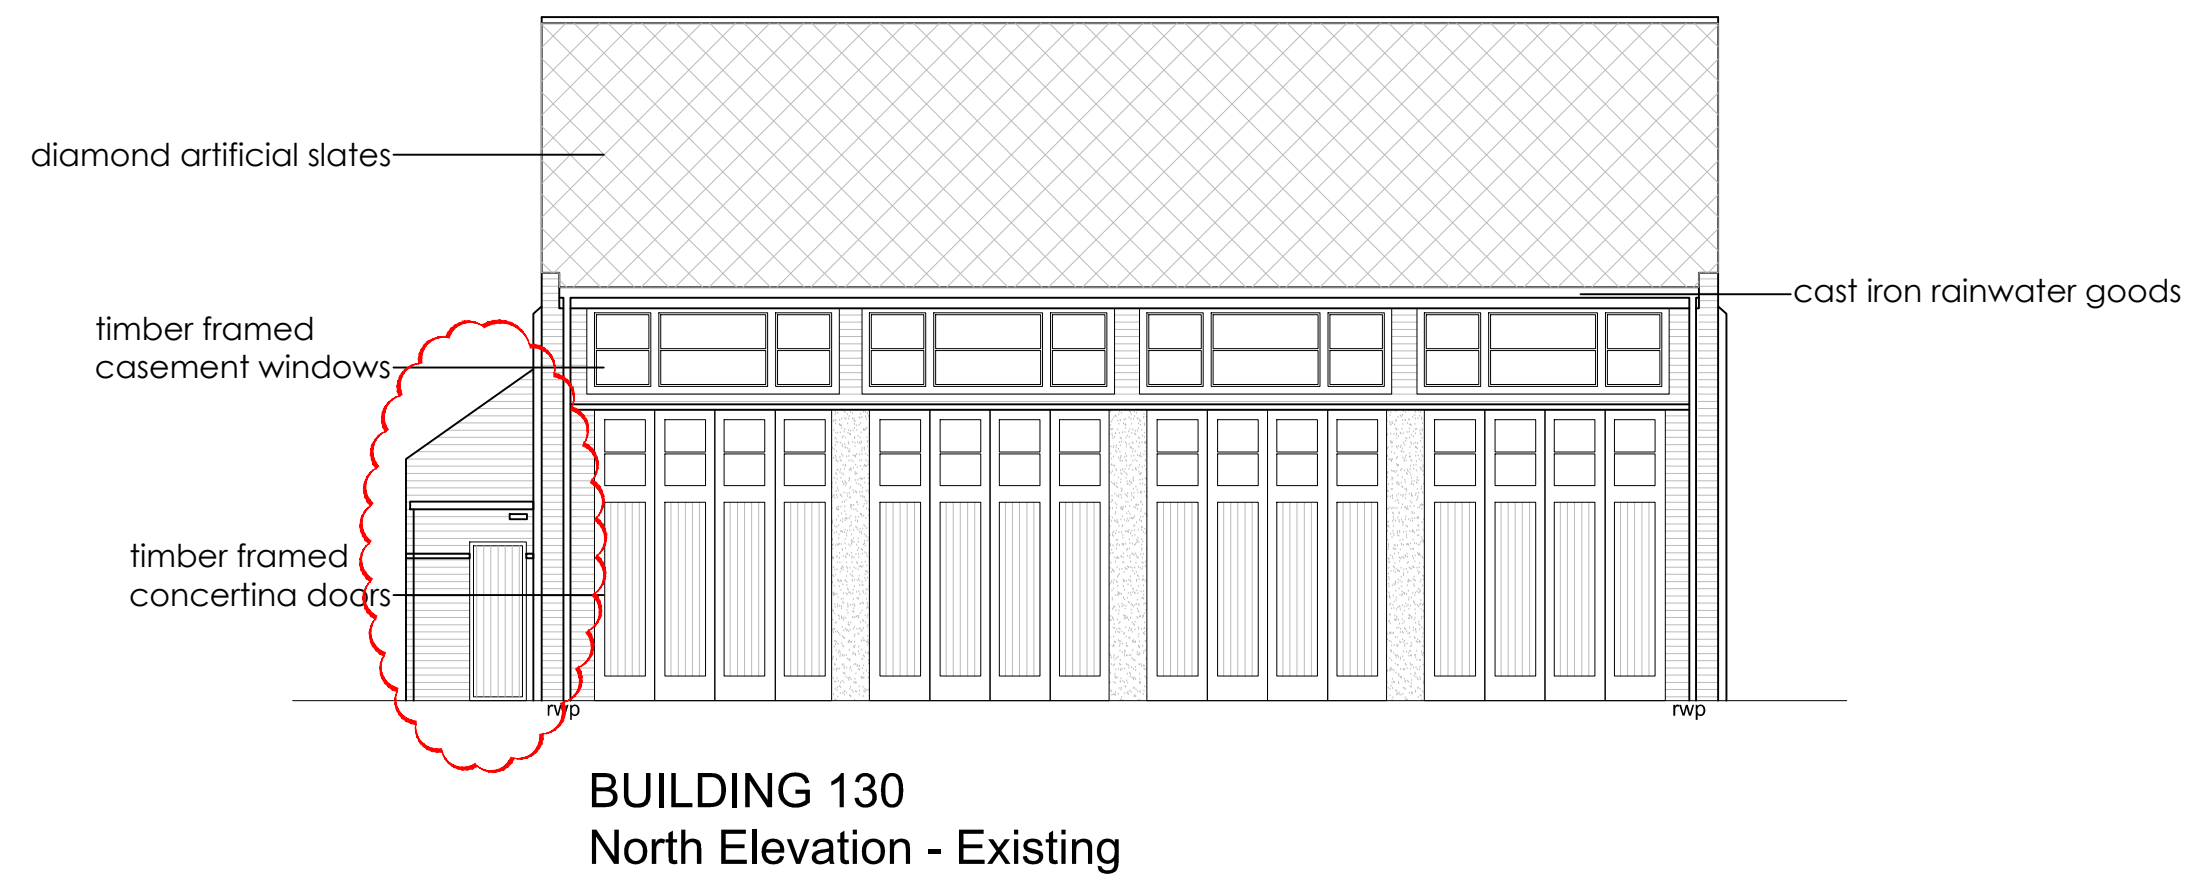 diamond artificial slates
cast iron rainwater goods
timber framed
casement windows
timber framed
concertina doors
rwp
rwp
BUILDING 130
North Elevation - Existing